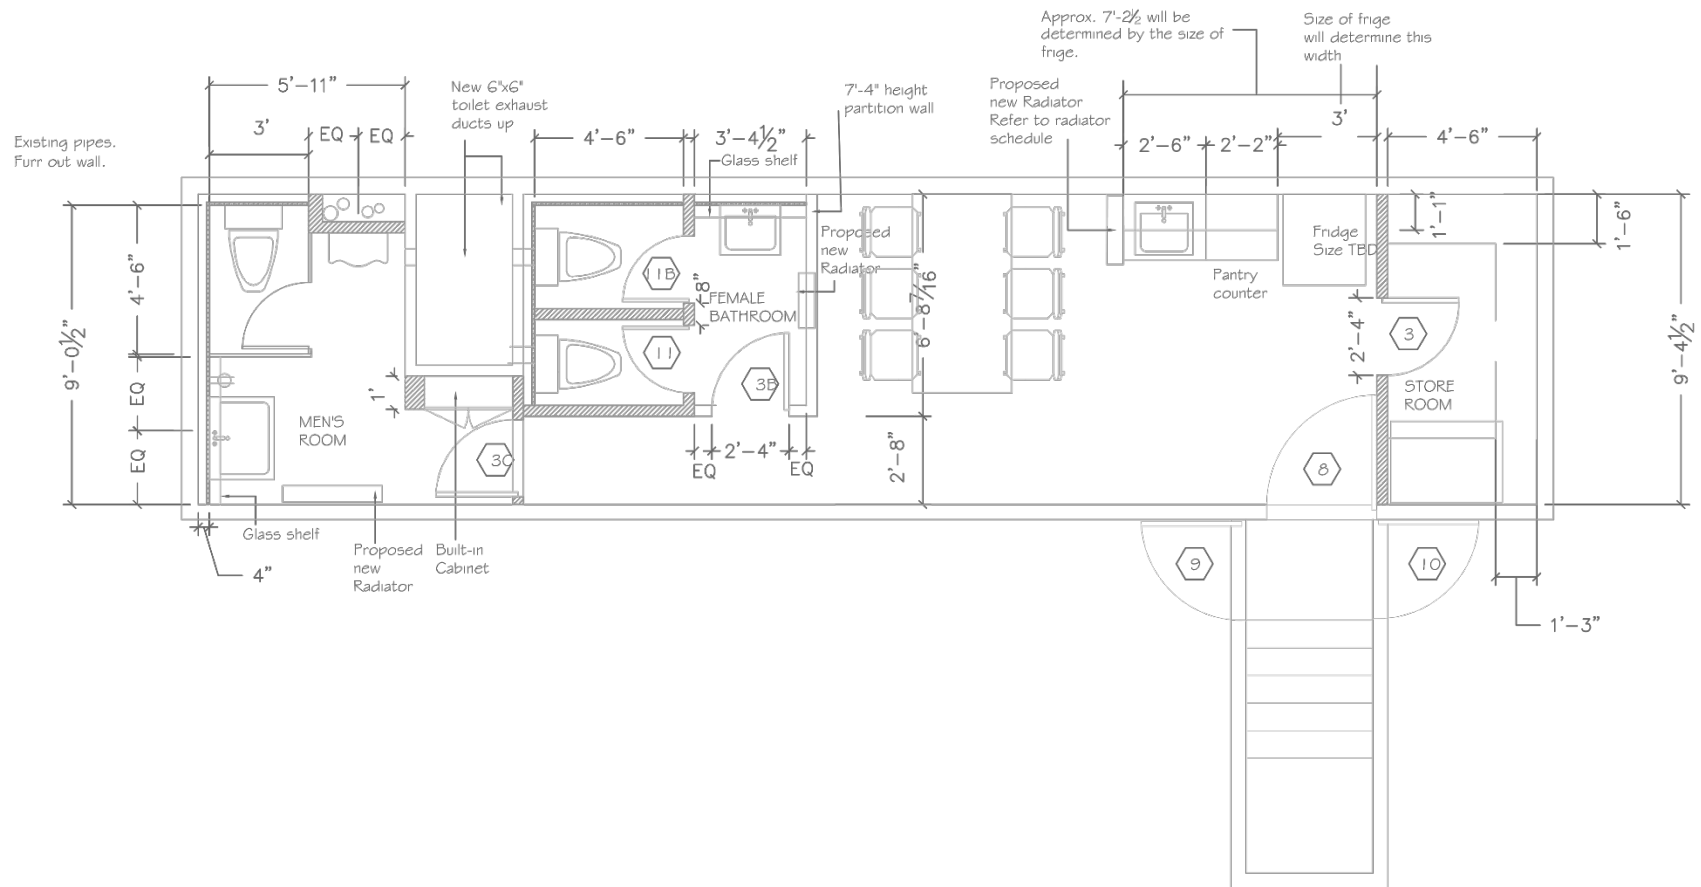 Approx. 7'-2½ will be
determined by the size of
frige.
Size of frige
will determine this
width
5'-11"
New 6"x6"
toilet exhaust
ducts up
7'-4" height
partition wall
Proposed
new Radiator
Refer to radiator
schedule
3'
EQ
EQ
4'-6"
3'-4½"
Glass shelf
2'-6"
2'-2"
3'
4'-6"
Existing pipes.
Furr out wall.
1'-1"
1'-6"
Proposed
new
Radiator
Fridge
Size TBD
Pantry
counter
4'-6"
11B
8"
FEMALE
BATHROOM
6'-8 7/16"
9'-0½"
11
2'-4"
3
9'-4½"
EQ
1'
3B
STORE
ROOM
MEN'S
ROOM
EQ
3C
EQ
2'-4"
EQ
2'-8"
8
Glass shelf
4"
Proposed
new
Radiator
Built-in
Cabinet
9
10
1'-3"